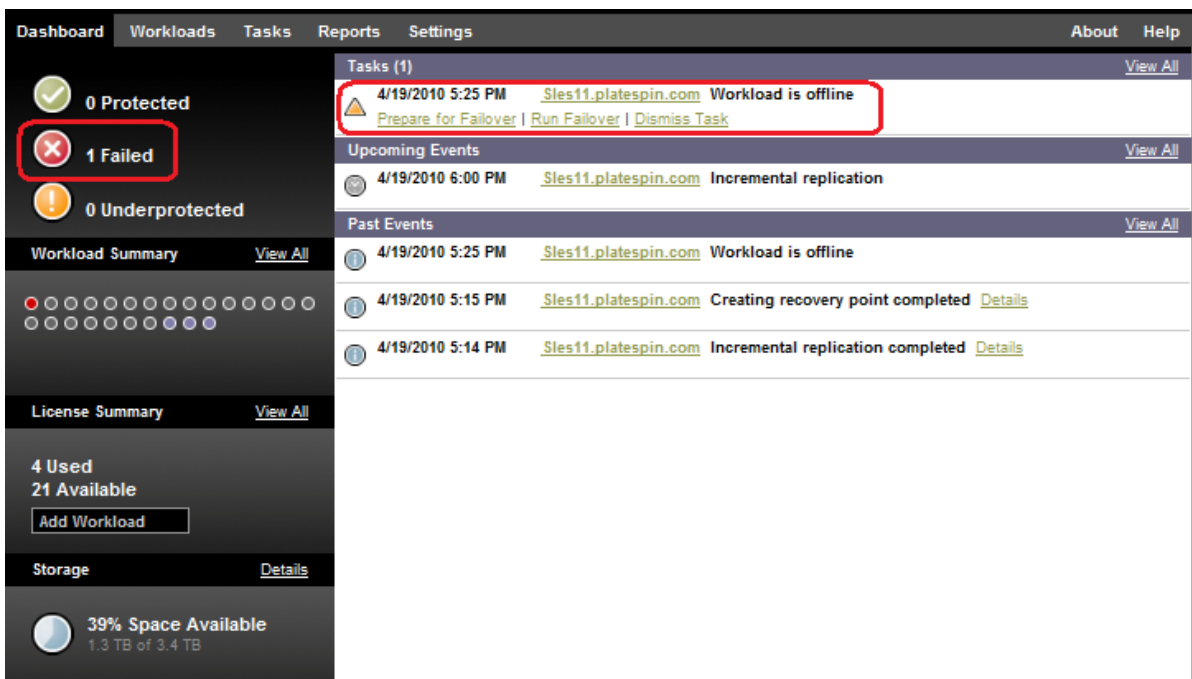 Dashboard Workloads Tasks Reports Settings About Help
0 Protected
1 Failed
0 Underprotected
Workload Summary View All
License Summary View All
4 Used
21 Available
Add Workload
Storage Details
39% Space Available
1.3 TB of 3.4 TB
Tasks (1) View All
4/19/2010 5:25 PM Sles11.platespin.com Workload is offline
Prepare for Failover | Run Failover | Dismiss Task
Upcoming Events View All
4/19/2010 6:00 PM Sles11.platespin.com Incremental replication
Past Events View All
4/19/2010 5:25 PM Sles11.platespin.com Workload is offline
4/19/2010 5:15 PM Sles11.platespin.com Creating recovery point completed Details
4/19/2010 5:14 PM Sles11.platespin.com Incremental replication completed Details